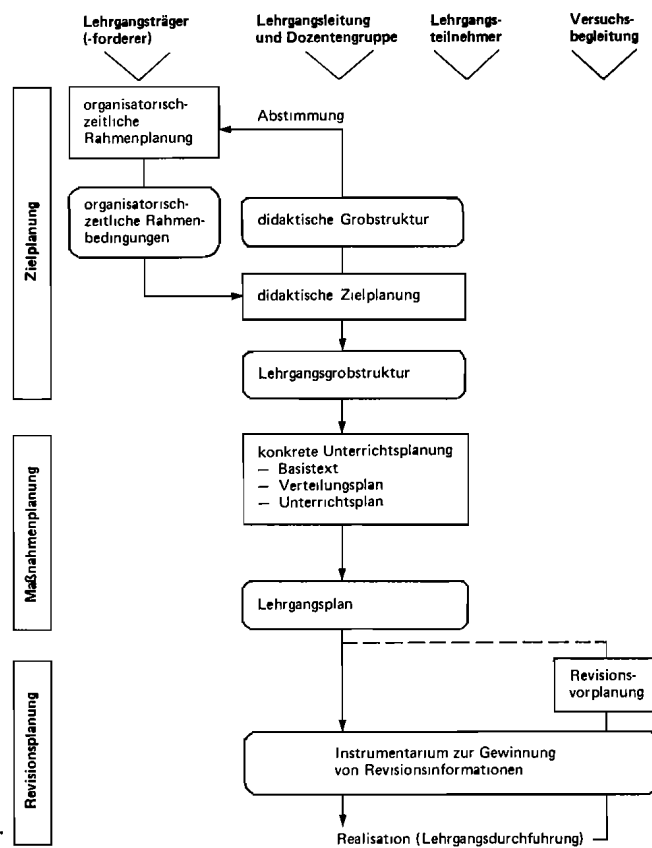 Lehrgangsträger
(-forderer)
Lehrgangsleitung
und Dozentengruppe
Lehrgangs-
teilnehmer
Versuchs-
begleitung
Zielplanung
organisatorisch-
zeitliche
Rahmenplanung
Abstimmung
organisatorisch-
zeitliche Rahmen-
bedingungen
didaktische Grobstruktur
didaktische Zielplanung
Lehrgangsgrobstruktur
Maßnahmenplanung
konkrete Unterrichtsplanung
— Basistext
— Verteilungsplan
— Unterrichtsplan
Lehrgangsplan
Revisionsplanung
Revisions-
vorplanung
Instrumentarium zur Gewinnung
von Revisionsinformationen
Realisation (Lehrgangsdurchfuhrung)